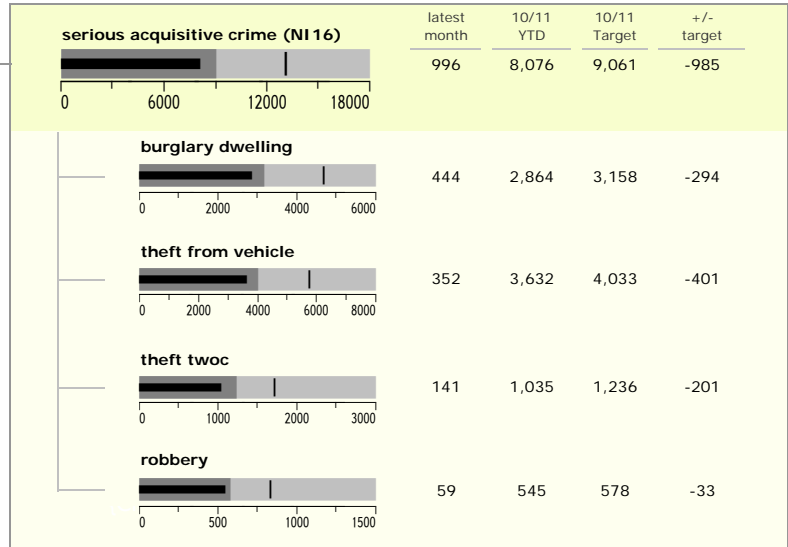 latest 10/11 10/11 +/-
serious acquisitive crime (NI16) month YTD Target target
996 8,076 9,061 -985
0 6000 12000 18000
burglary dwelling
444 2,864 3,158 -294
0 2000 4000 6000
theft from vehicle
352 3,632 4,033 -401
0 2000 4000 6000 8000
theft twoc
141 1,035 1,236 -201
0 1000 2000 3000
robbery
59 545 578 -33
0 500 1000 1500